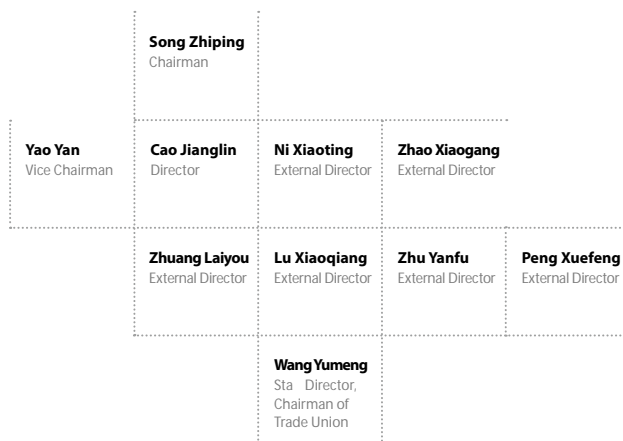 Song Zhiping
Chairman
Yao Yan
Vice Chairman
Cao Jianglin
Director
Ni Xiaoting
External Director
Zhao Xiaogang
External Director
Zhuang Laiyou
External Director
Lu Xiaoqiang
External Director
Zhu Yanfu
External Director
Peng Xuefeng
External Director
Wang Yumeng
Sta Director,
Chairman of
Trade Union